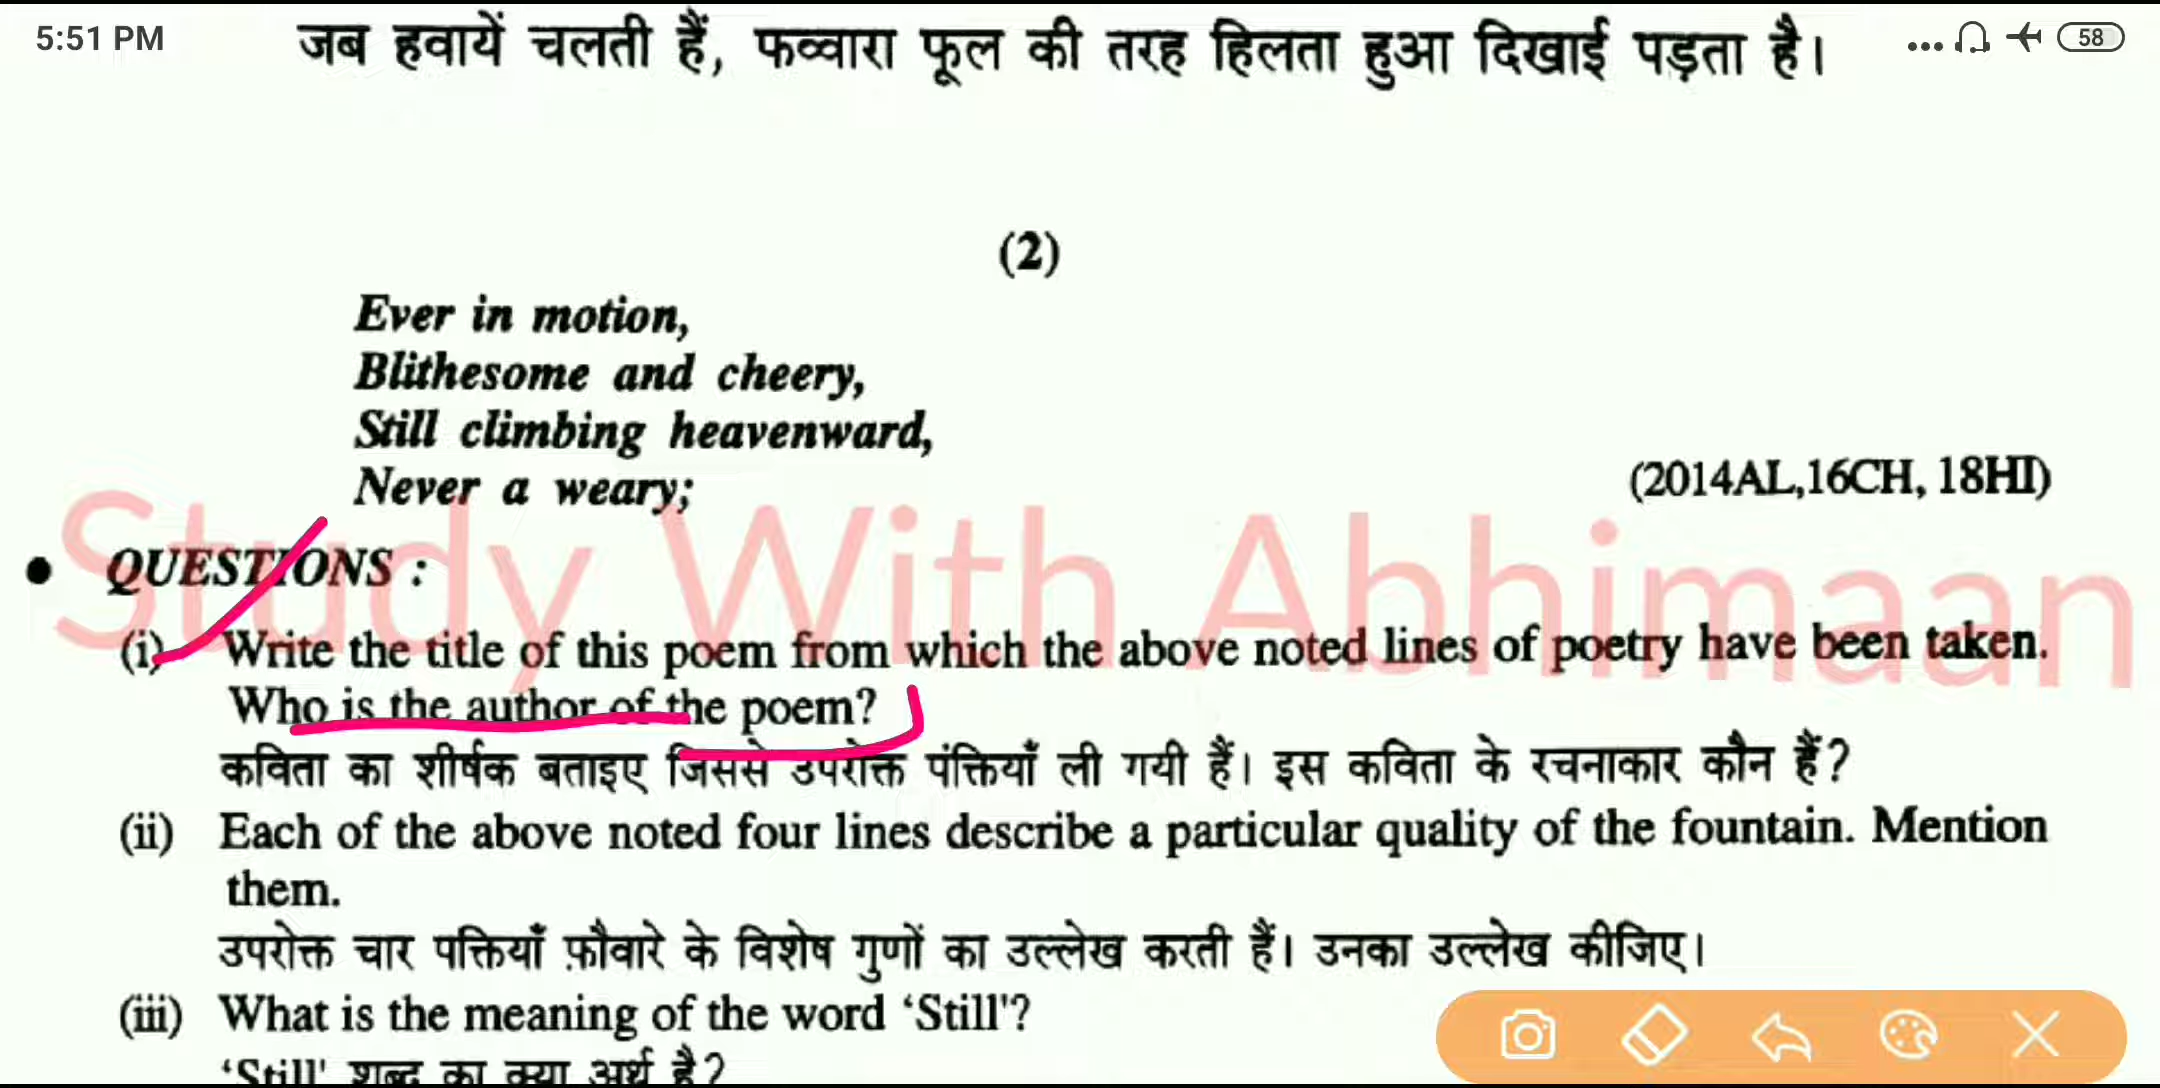 5:51 PM
58
जब हवायें चलती हैं, फव्वारा फूल की तरह हिलता हुआ दिखाई पड़ता है।
(2)
Ever in motion,
Blithesome and cheery,
Still climbing heavenward,
Never a weary;
(2014AL,16CH, 18HI)
Study With Abhimaan
● QUESTIONS :
(i) Write the title of this poem from which the above noted lines of poetry have been taken.
Who is the author of the poem?
कविता का शीर्षक बताइए जिससे उपरोक्त पंक्तियाँ ली गयी हैं। इस कविता के रचनाकार कौन हैं?
(ii) Each of the above noted four lines describe a particular quality of the fountain. Mention
them.
उपरोक्त चार पक्तियाँ फ़ौवारे के विशेष गुणों का उल्लेख करती हैं। उनका उल्लेख कीजिए।
(iii) What is the meaning of the word ‘Still'?
‘Still' शब्द का क्या अर्थ है?